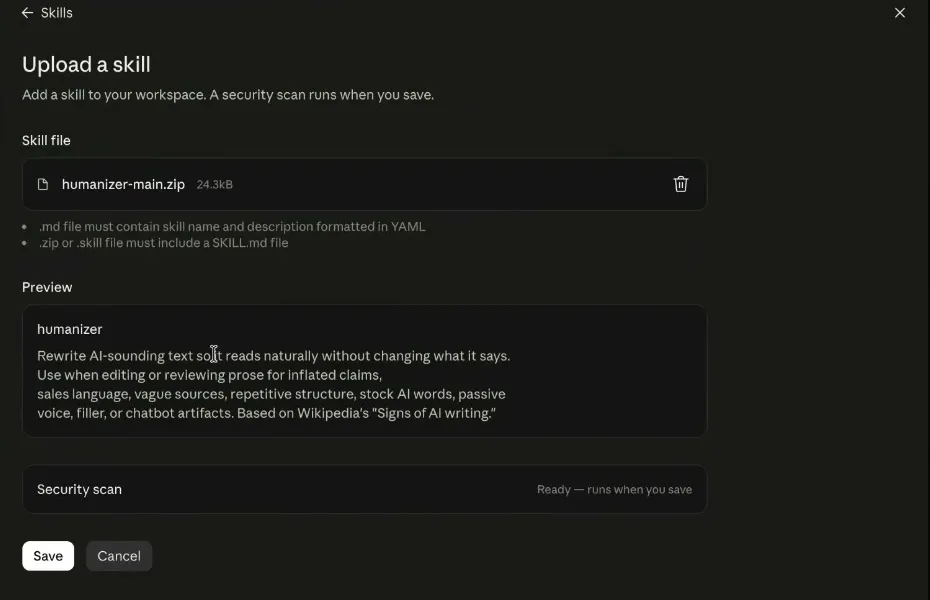 Skills
Upload a skill
Add a skill to your workspace. A security scan runs when you save.
Skill file
humanizer-main.zip 24.3kB
.md file must contain skill name and description formatted in YAML
.zip or .skill file must include a SKILL.md file
Preview
humanizer
Rewrite AI-sounding text so it reads naturally without changing what it says.
Use when editing or reviewing prose for inflated claims,
sales language, vague sources, repetitive structure, stock AI words, passive
voice, filler, or chatbot artifacts. Based on Wikipedia's "Signs of AI writing."
Security scan Ready — runs when you save
Save Cancel